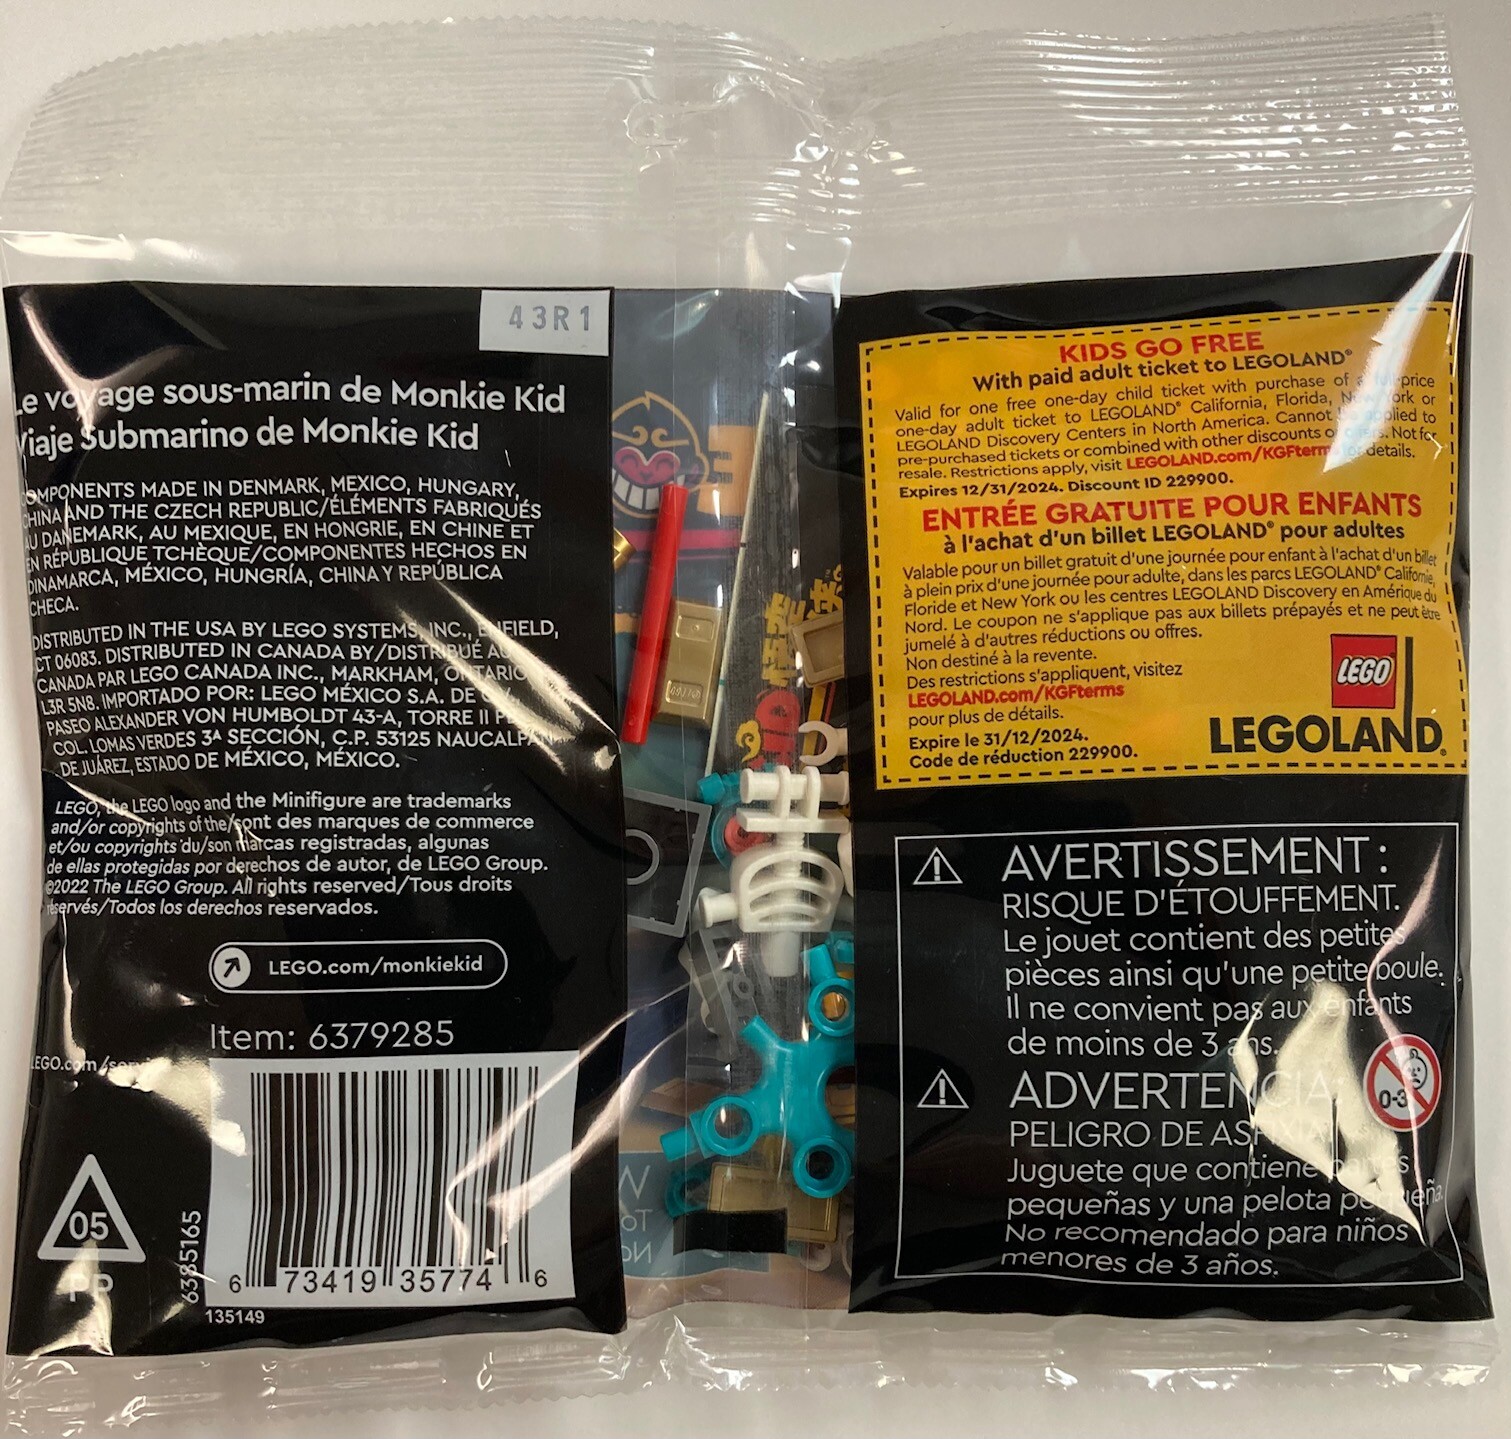 43R1
Le voyage sous-marin de Monkie Kid
Viaje Submarino de Monkie Kid
COMPONENTS MADE IN DENMARK, MEXICO, HUNGARY,
CHINA AND THE CZECH REPUBLIC/ÉLÉMENTS FABRIQUÉS
AU DANEMARK, AU MEXIQUE, EN HONGRIE, EN CHINE ET
EN RÉPUBLIQUE TCHÈQUE/COMPONENTES HECHOS EN
DINAMARCA, MÉXICO, HUNGRÍA, CHINA Y REPÚBLICA
CHECA.
DISTRIBUTED IN THE USA BY LEGO SYSTEMS, INC., ENFIELD,
CT 06083. DISTRIBUTED IN CANADA BY/DISTRIBUÉ AU
CANADA PAR LEGO CANADA INC., MARKHAM, ONTARIO
L3R 5N8. IMPORTADO POR: LEGO MÉXICO S.A. DE
PASEO ALEXANDER VON HUMBOLDT 43-A, TORRE II
COL. LOMAS VERDES 3ª SECCIÓN, C.P. 53125 NAUCALPAN
DE JUÁREZ, ESTADO DE MÉXICO, MÉXICO.
LEGO, the LEGO logo and the Minifigure are trademarks
and/or copyrights of the/sont des marques de commerce
et/ou copyrights du/son marcas registradas, algunas
de ellas protegidas por derechos de autor, de LEGO Group.
©2022 The LEGO Group. All rights reserved/Tous droits
réservés/Todos los derechos reservados.
LEGO.com/monkiekid
Item: 6379285
LEGO.com/
05
PP
6385165
6 73419 35774 6
135149
KIDS GO FREE
With paid adult ticket to LEGOLAND®
Valid for one free one-day child ticket with purchase of a full-price
one-day adult ticket to LEGOLAND® California, Florida, New York or
LEGOLAND Discovery Centers in North America. Cannot be applied to
pre-purchased tickets or combined with other discounts or offers. Not for
resale. Restrictions apply, visit LEGOLAND.com/KGFterms for details.
Expires 12/31/2024. Discount ID 229900.
ENTRÉE GRATUITE POUR ENFANTS
à l'achat d'un billet LEGOLAND® pour adultes
Valable pour un billet gratuit d'une journée pour enfant à l'achat d'un billet
à plein prix d'une journée pour adulte, dans les parcs LEGOLAND® Californie,
Floride et New York ou les centres LEGOLAND Discovery en Amérique du
Nord. Le coupon ne s'applique pas aux billets prépayés et ne peut être
jumelé à d'autres réductions ou offres.
Non destiné à la revente.
Des restrictions s'appliquent, visitez
LEGOLAND.com/KGFterms
pour plus de détails.
Expire le 31/12/2024.
Code de réduction 229900.
LEGO
LEGOLAND®
AVERTISSEMENT :
RISQUE D'ÉTOUFFEMENT.
Le jouet contient des petites
pièces ainsi qu'une petite boule.
Il ne convient pas aux enfants
de moins de 3 ans.
0-3
ADVERTENCIA:
PELIGRO DE ASFIXIA.
Juguete que contiene partes
pequeñas y una pelota pequeña.
No recomendado para niños
menores de 3 años.